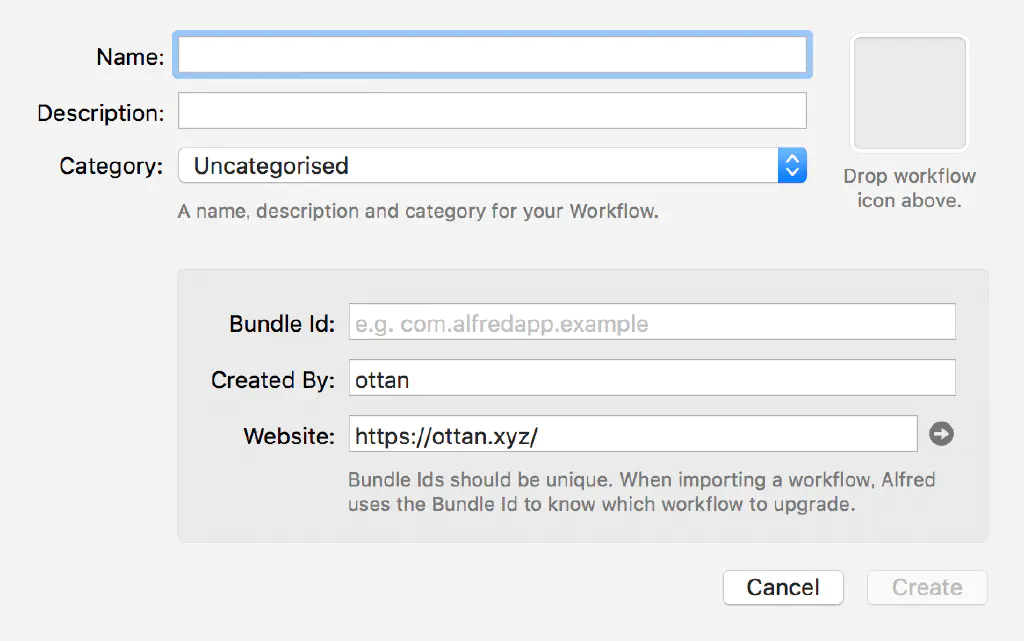 Name:
Description:
Category: Uncategorised
A name, description and category for your Workflow.
Drop workflow
icon above.
Bundle Id: e.g. com.alfredapp.example
Created By: ottan
Website: https://ottan.xyz/
Bundle Ids should be unique. When importing a workflow, Alfred
uses the Bundle Id to know which workflow to upgrade.
Cancel Create